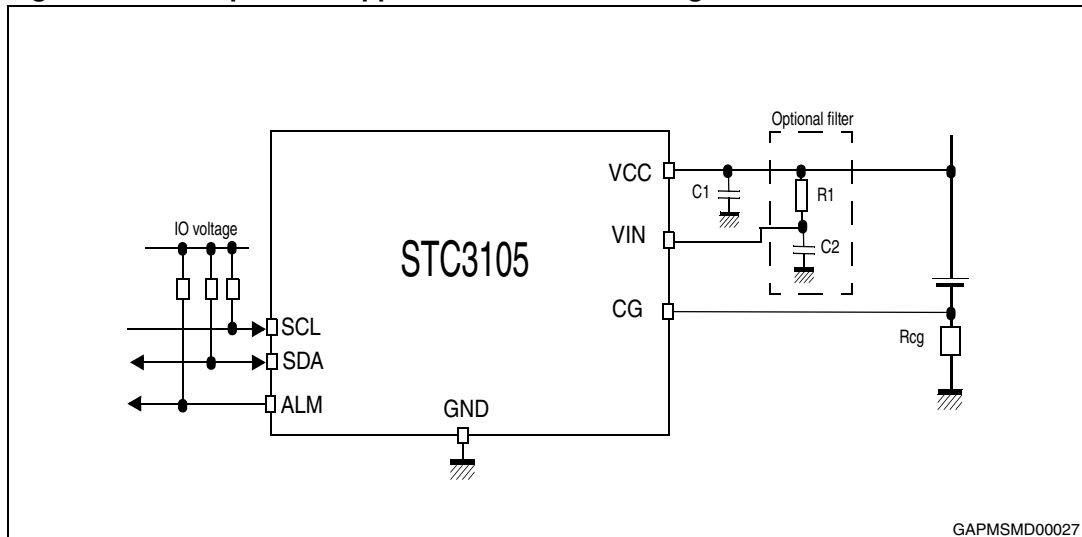 Optional filter
VCC
C1
R1
IO voltage
VIN
STC3105
C2
CG
SCL
Rcg
SDA
ALM
GND
GAPMSMD00027